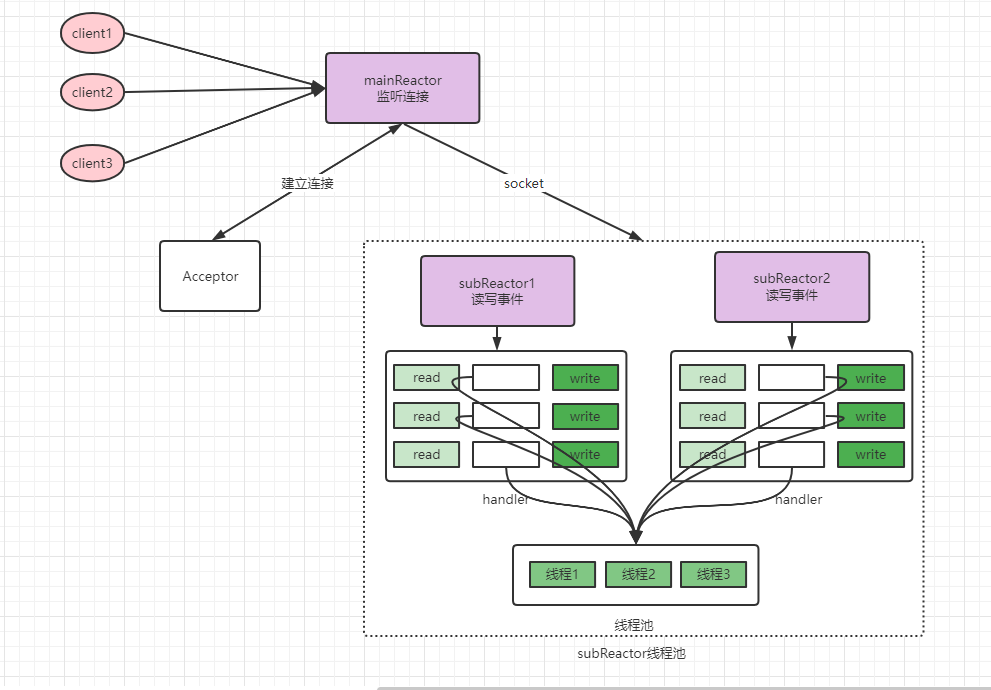 client1
client2
client3
mainReactor
监听连接
建立连接
socket
Acceptor
subReactor1
读写事件
subReactor2
读写事件
read
write
read
write
read
write
read
write
read
write
read
write
handler
handler
线程1
线程2
线程3
线程池
subReactor线程池